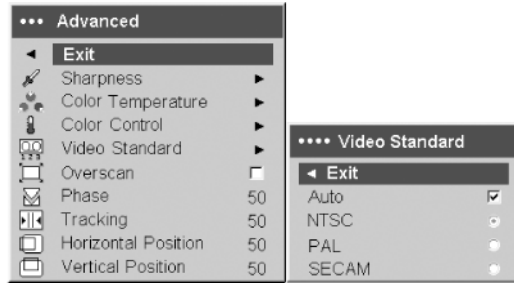 Advanced
Exit
Sharpness
Color Temperature
Color Control
Video Standard
Overscan
Phase 50
Tracking 50
Horizontal Position 50
Vertical Position 50
Video Standard
Exit
Auto
NTSC
PAL
SECAM